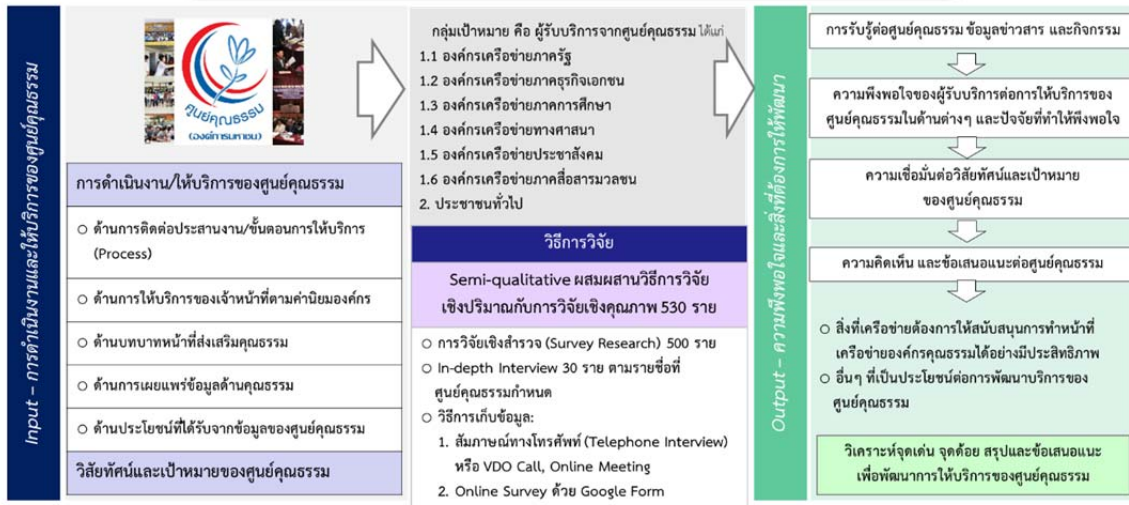 Input – การดำเนินงานและให้บริการของศูนย์คุณธรรม
ศูนย์คุณธรรม
(องค์การมหาชน)
การดำเนินงาน/ให้บริการของศูนย์คุณธรรม
○ ด้านการติดต่อประสานงาน/ขั้นตอนการให้บริการ
(Process)
○ ด้านการให้บริการของเจ้าหน้าที่ตามค่านิยมองค์กร
○ ด้านบทบาทหน้าที่ส่งเสริมคุณธรรม
○ ด้านการเผยแพร่ข้อมูลด้านคุณธรรม
○ ด้านประโยชน์ที่ได้รับจากข้อมูลของศูนย์คุณธรรม
วิสัยทัศน์และเป้าหมายของศูนย์คุณธรรม
กลุ่มเป้าหมาย คือ ผู้รับบริการจากศูนย์คุณธรรม ได้แก่
1.1 องค์กรเครือข่ายภาครัฐ
1.2 องค์กรเครือข่ายภาคธุรกิจเอกชน
1.3 องค์กรเครือข่ายภาคการศึกษา
1.4 องค์กรเครือข่ายทางศาสนา
1.5 องค์กรเครือข่ายประชาสังคม
1.6 องค์กรเครือข่ายภาคสื่อสารมวลชน
2. ประชาชนทั่วไป
วิธีการวิจัย
Semi-qualitative ผสมผสานวิธีการวิจัย
เชิงปริมาณกับการวิจัยเชิงคุณภาพ 530 ราย
○ การวิจัยเชิงสำรวจ (Survey Research) 500 ราย
○ In-depth Interview 30 ราย ตามรายชื่อที่
ศูนย์คุณธรรมกำหนด
○ วิธีการเก็บข้อมูล:
1. สัมภาษณ์ทางโทรศัพท์ (Telephone Interview)
หรือ VDO Call, Online Meeting
2. Online Survey ด้วย Google Form
Output – ความพึงพอใจและสิ่งที่ต้องการให้พัฒนา
การรับรู้ต่อศูนย์คุณธรรม ข้อมูลข่าวสาร และกิจกรรม
ความพึงพอใจของผู้รับบริการต่อการให้บริการของ
ศูนย์คุณธรรมในด้านต่างๆ และปัจจัยที่ทำให้พึงพอใจ
ความเชื่อมั่นต่อวิสัยทัศน์และเป้าหมาย
ของศูนย์คุณธรรม
ความคิดเห็น และข้อเสนอแนะต่อศูนย์คุณธรรม
○ สิ่งที่เครือข่ายต้องการให้สนับสนุนการทำหน้าที่
เครือข่ายองค์กรคุณธรรมได้อย่างมีประสิทธิภาพ
○ อื่นๆ ที่เป็นประโยชน์ต่อการพัฒนาบริการของ
ศูนย์คุณธรรม
วิเคราะห์จุดเด่น จุดด้อย สรุปและข้อเสนอแนะ
เพื่อพัฒนาการให้บริการของศูนย์คุณธรรม